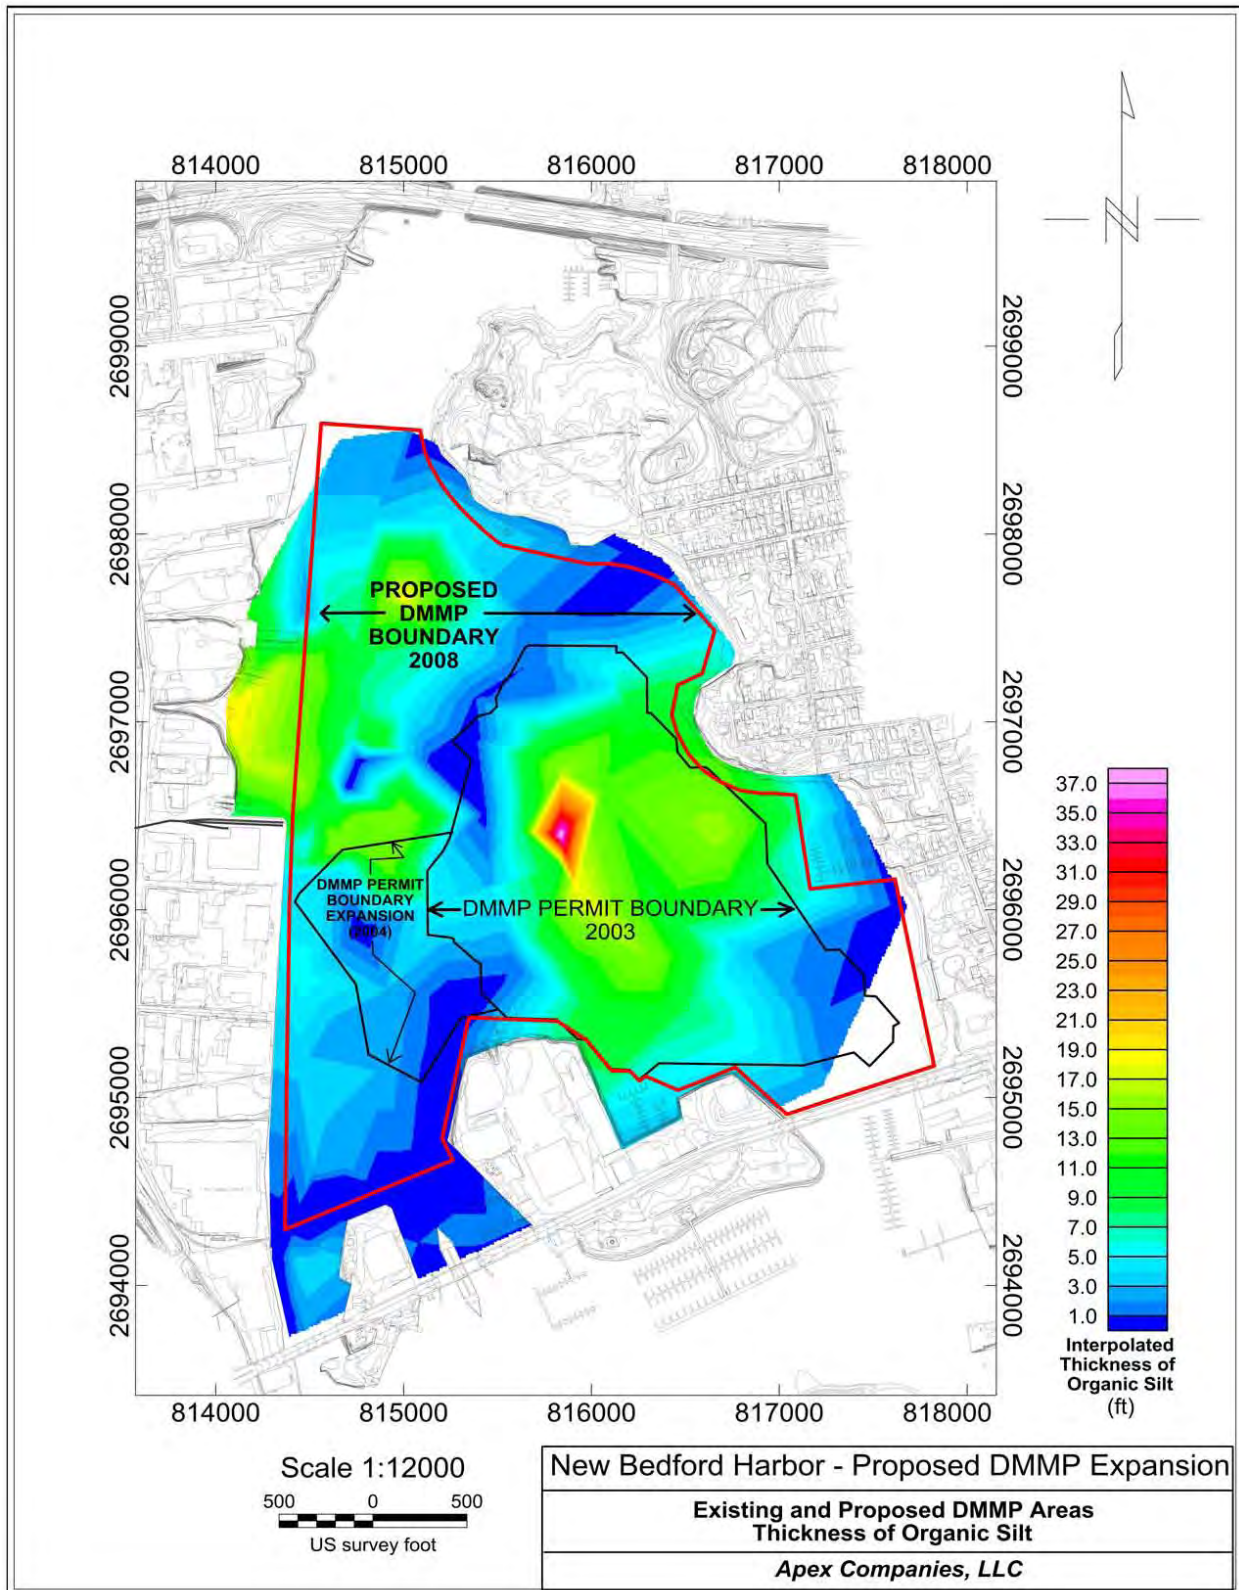 814000 815000 816000 817000 818000
N
2699000
2699000
2698000
2698000
PROPOSED
DMMP
BOUNDARY
2008
2697000
2697000
DMMP PERMIT
BOUNDARY
EXPANSION
(2004)
DMMP PERMIT BOUNDARY
2003
2696000
2696000
2695000
2695000
2694000
2694000
37.0
35.0
33.0
31.0
29.0
27.0
25.0
23.0
21.0
19.0
17.0
15.0
13.0
11.0
9.0
7.0
5.0
3.0
1.0
Interpolated
Thickness of
Organic Silt
(ft)
814000 815000 816000 817000 818000
Scale 1:12000
500 0 500
US survey foot
New Bedford Harbor - Proposed DMMP Expansion
Existing and Proposed DMMP Areas
Thickness of Organic Silt
Apex Companies, LLC